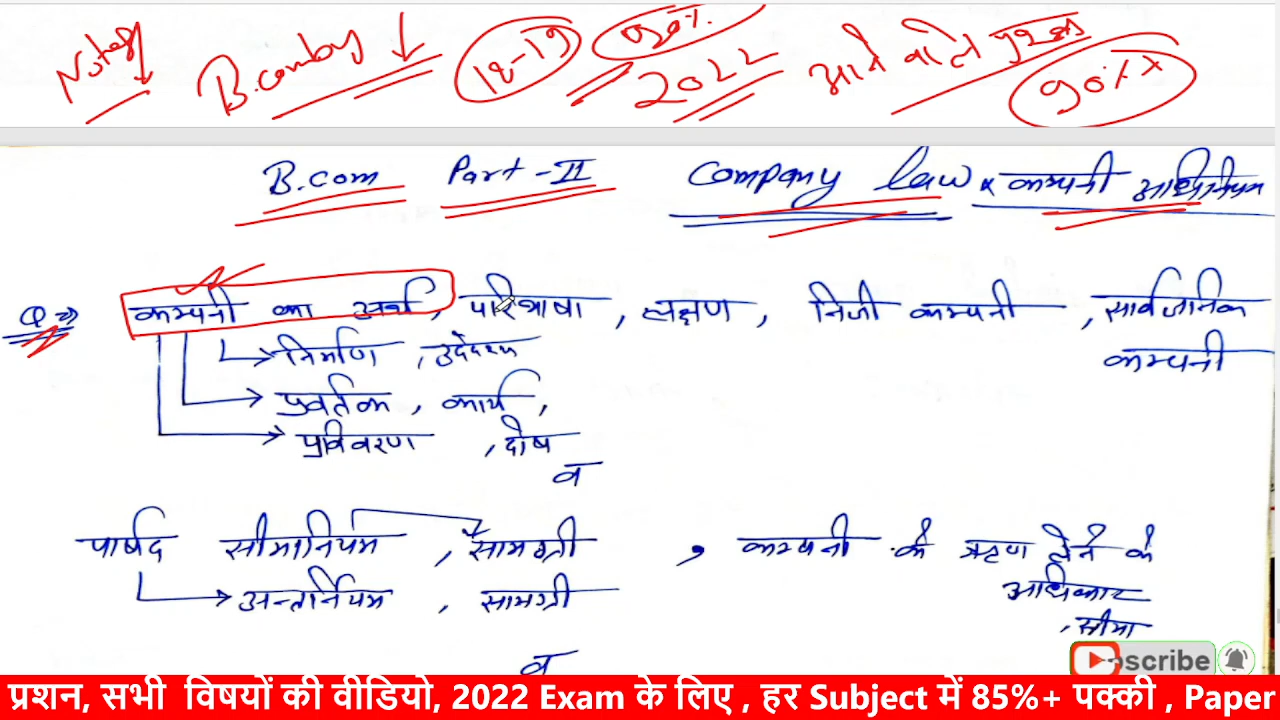 Notes B.com 18-19 90% 2022 आने वाले प्रश्न 90%
B.com Part-II Company law कम्पनी अधिनियम
Q ⇒ कम्पनी का अर्थ, परिभाषा, लक्षण, निजी कम्पनी, सार्वजनिक
कम्पनी
निर्माण, उद्देश्य
प्रवर्तक, कार्य,
प्रविवरण, दोष
व
पार्षद सीमानियम, सामग्री, कम्पनी के ऋण लेने के
अधिकार
अन्तर्नियम, सामग्री
, सीमा
व
scribe
प्रशन, सभी विषयों की वीडियो, 2022 Exam के लिए , हर Subject में 85%+ पक्की , Paper